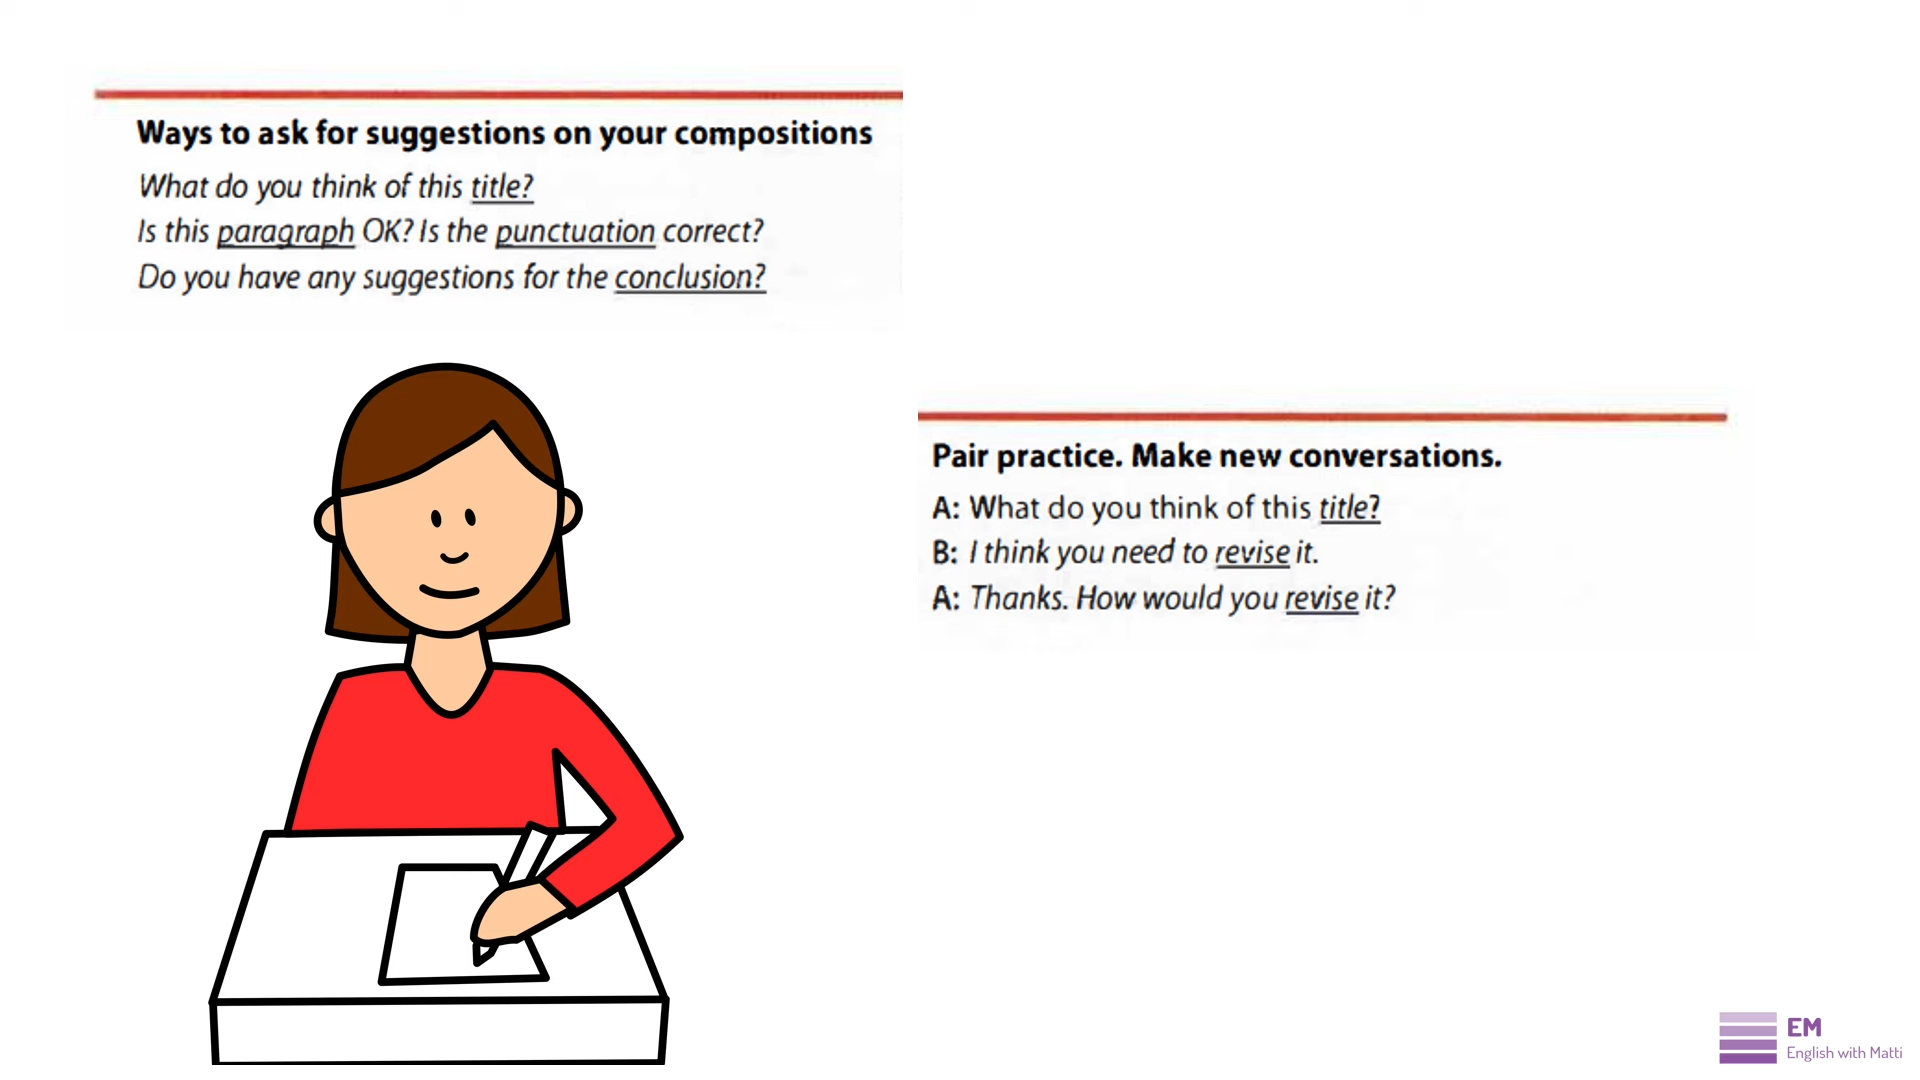 Ways to ask for suggestions on your compositions
What do you think of this title?
Is this paragraph OK? Is the punctuation correct?
Do you have any suggestions for the conclusion?
Pair practice. Make new conversations.
A: What do you think of this title?
B: I think you need to revise it.
A: Thanks. How would you revise it?
EM
English with Matti